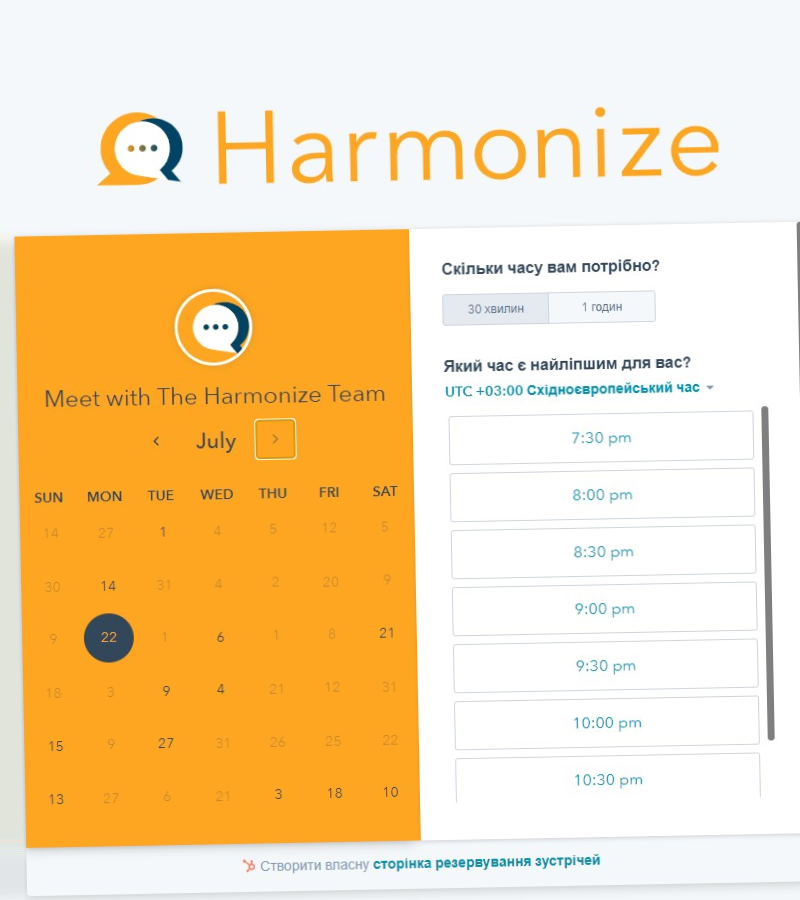 Harmonize
Meet with The Harmonize Team
July
SUN MON TUE WED THU FRI SAT
14 27 1 4 5 12 5
30 14 31 4 2 20 9
9 22 1 6 1 8 21
18 3 9 4 21 12 31
15 9 27 31 26 25 22
13 27 6 21 3 18 10
Скільки часу вам потрібно?
30 хвилин 1 годин
Який час є найліпшим для вас?
UTC +03:00 Східноєвропейський час
7:30 pm
8:00 pm
8:30 pm
9:00 pm
9:30 pm
10:00 pm
10:30 pm
Створити власну сторінка резервування зустрічей